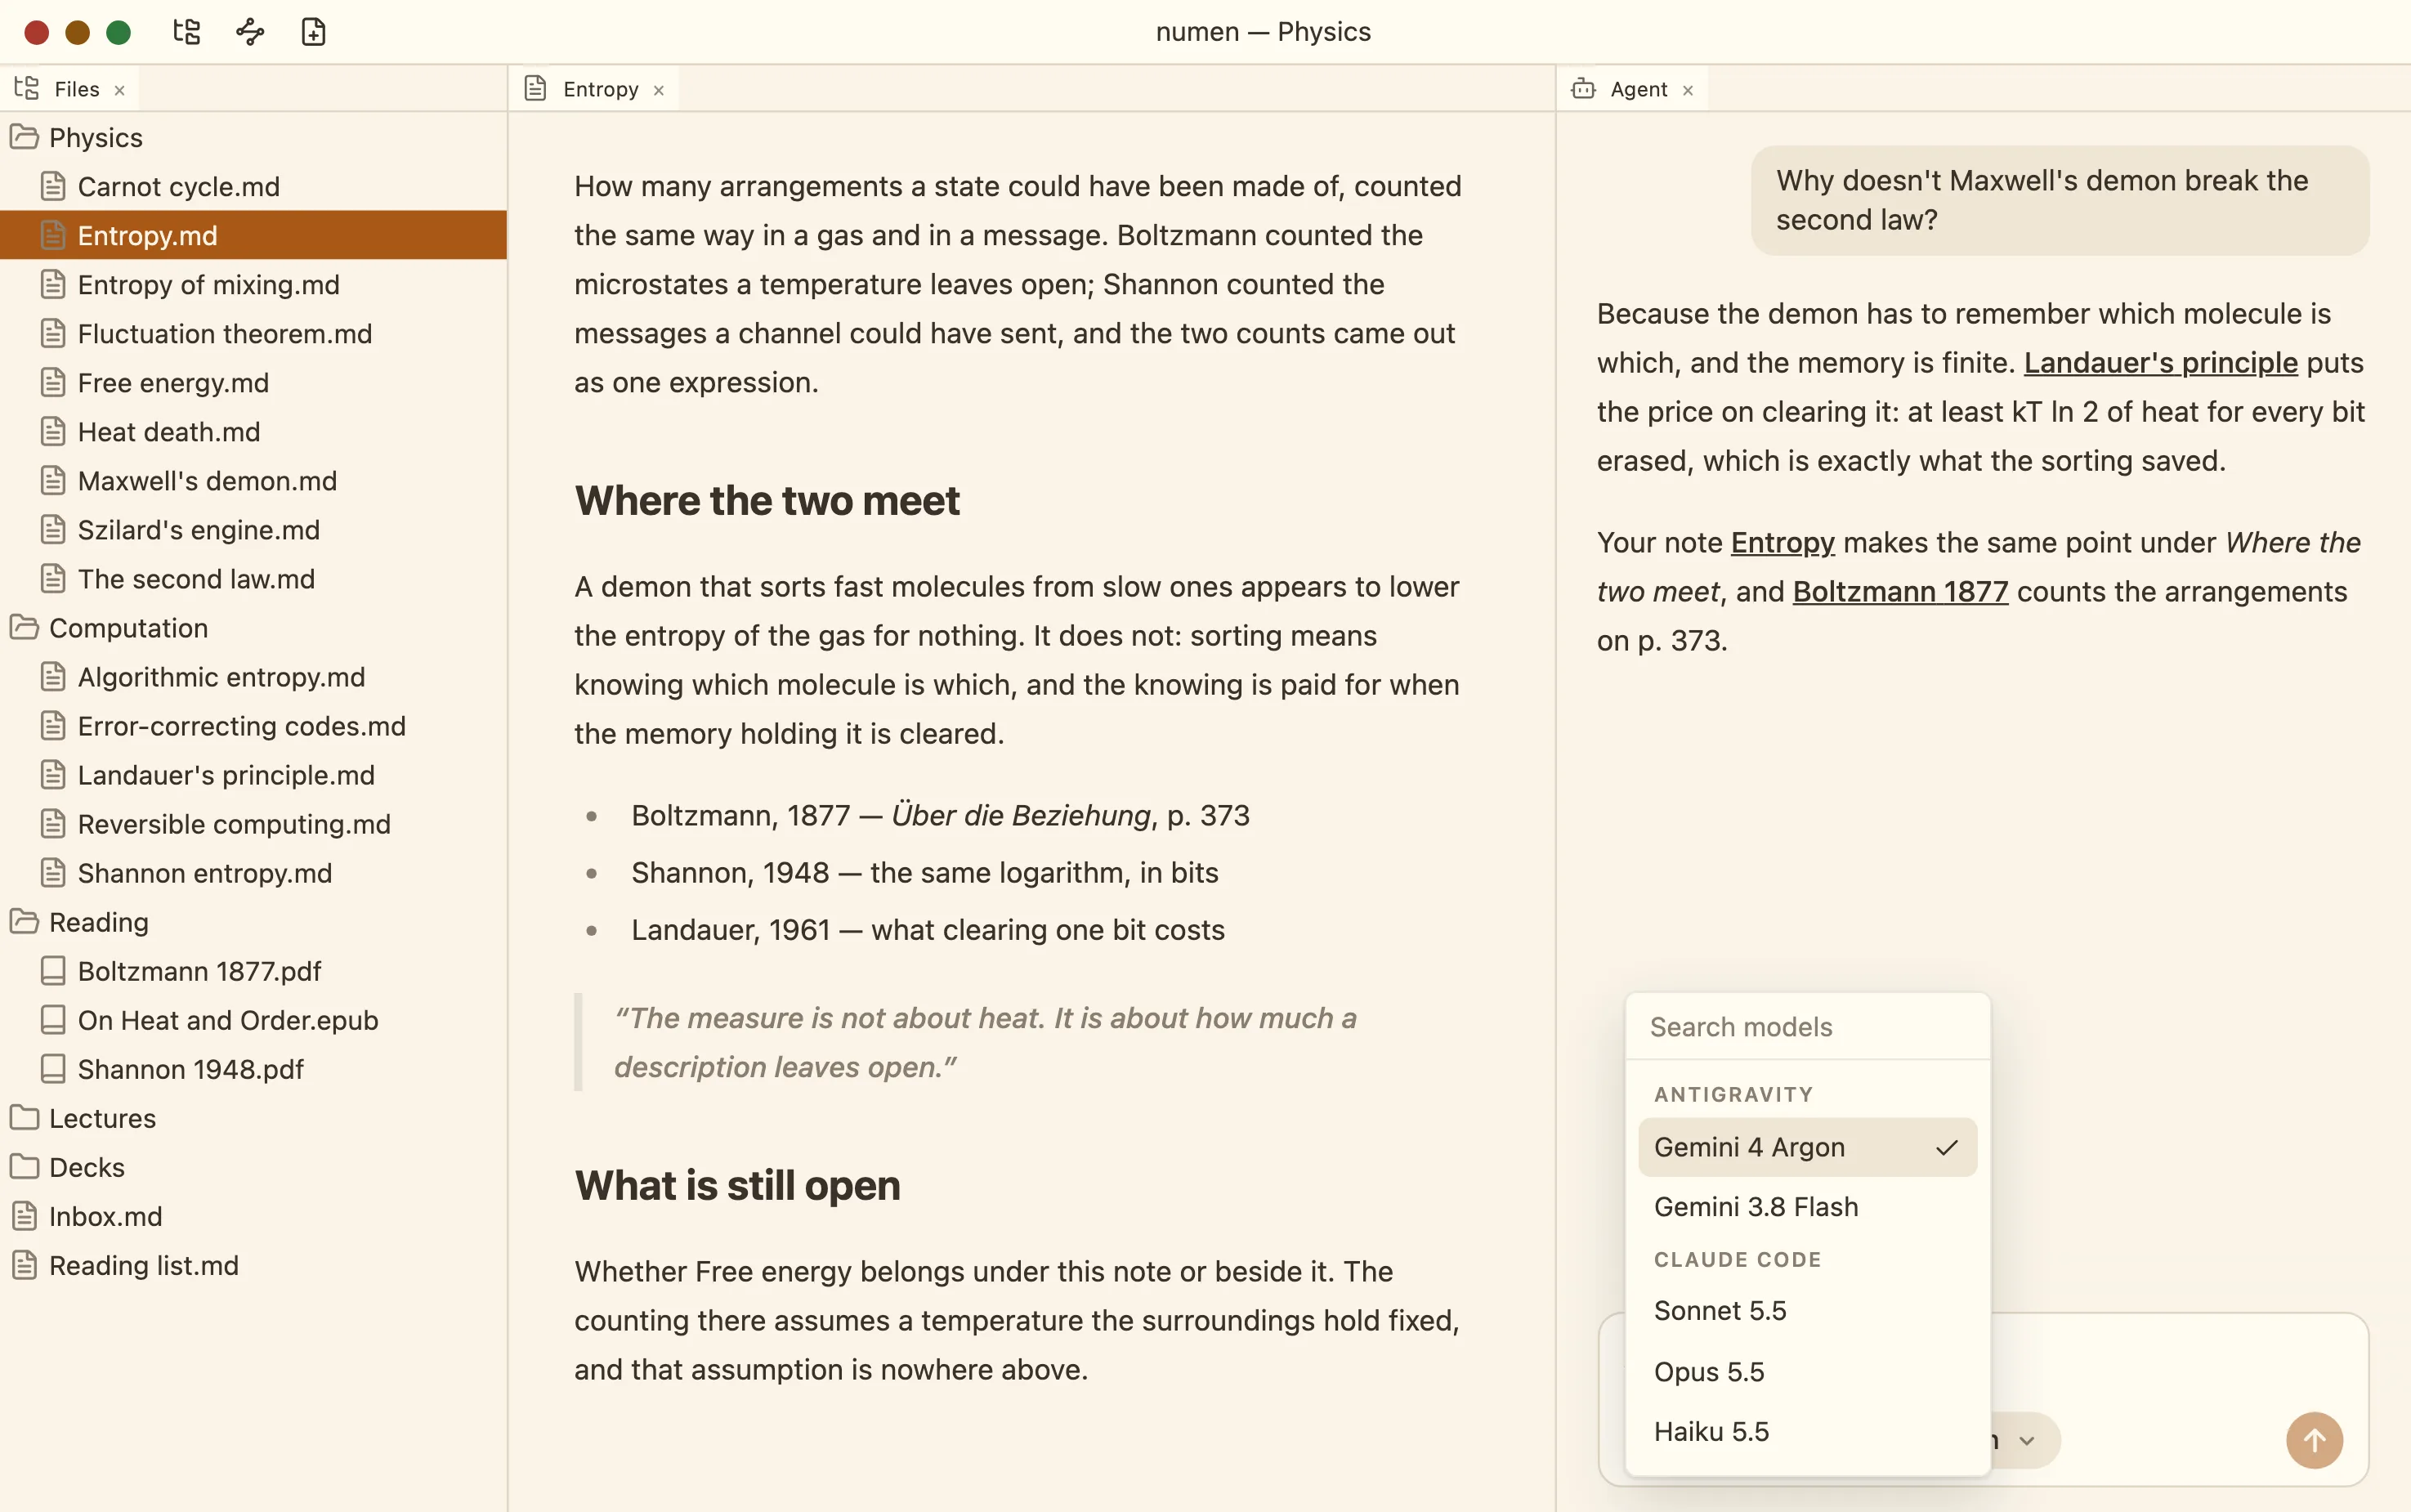 numen — Physics
Files ×
Physics
Carnot cycle.md
Entropy.md
Entropy of mixing.md
Fluctuation theorem.md
Free energy.md
Heat death.md
Maxwell's demon.md
Szilard's engine.md
The second law.md
Computation
Algorithmic entropy.md
Error-correcting codes.md
Landauer's principle.md
Reversible computing.md
Shannon entropy.md
Reading
Boltzmann 1877.pdf
On Heat and Order.epub
Shannon 1948.pdf
Lectures
Decks
Inbox.md
Reading list.md
Entropy ×
How many arrangements a state could have been made of, counted
the same way in a gas and in a message. Boltzmann counted the
microstates a temperature leaves open; Shannon counted the
messages a channel could have sent, and the two counts came out
as one expression.
Where the two meet
A demon that sorts fast molecules from slow ones appears to lower
the entropy of the gas for nothing. It does not: sorting means
knowing which molecule is which, and the knowing is paid for when
the memory holding it is cleared.
• Boltzmann, 1877 — Über die Beziehung, p. 373
• Shannon, 1948 — the same logarithm, in bits
• Landauer, 1961 — what clearing one bit costs
“The measure is not about heat. It is about how much a
description leaves open.”
What is still open
Whether Free energy belongs under this note or beside it. The
counting there assumes a temperature the surroundings hold fixed,
and that assumption is nowhere above.
Agent ×
Why doesn't Maxwell's demon break the
second law?
Because the demon has to remember which molecule is
which, and the memory is finite. Landauer's principle puts
the price on clearing it: at least kT ln 2 of heat for every bit
erased, which is exactly what the sorting saved.
Your note Entropy makes the same point under Where the
two meet, and Boltzmann 1877 counts the arrangements
on p. 373.
Search models
ANTIGRAVITY
Gemini 4 Argon
Gemini 3.8 Flash
CLAUDE CODE
Sonnet 5.5
Opus 5.5
Haiku 5.5